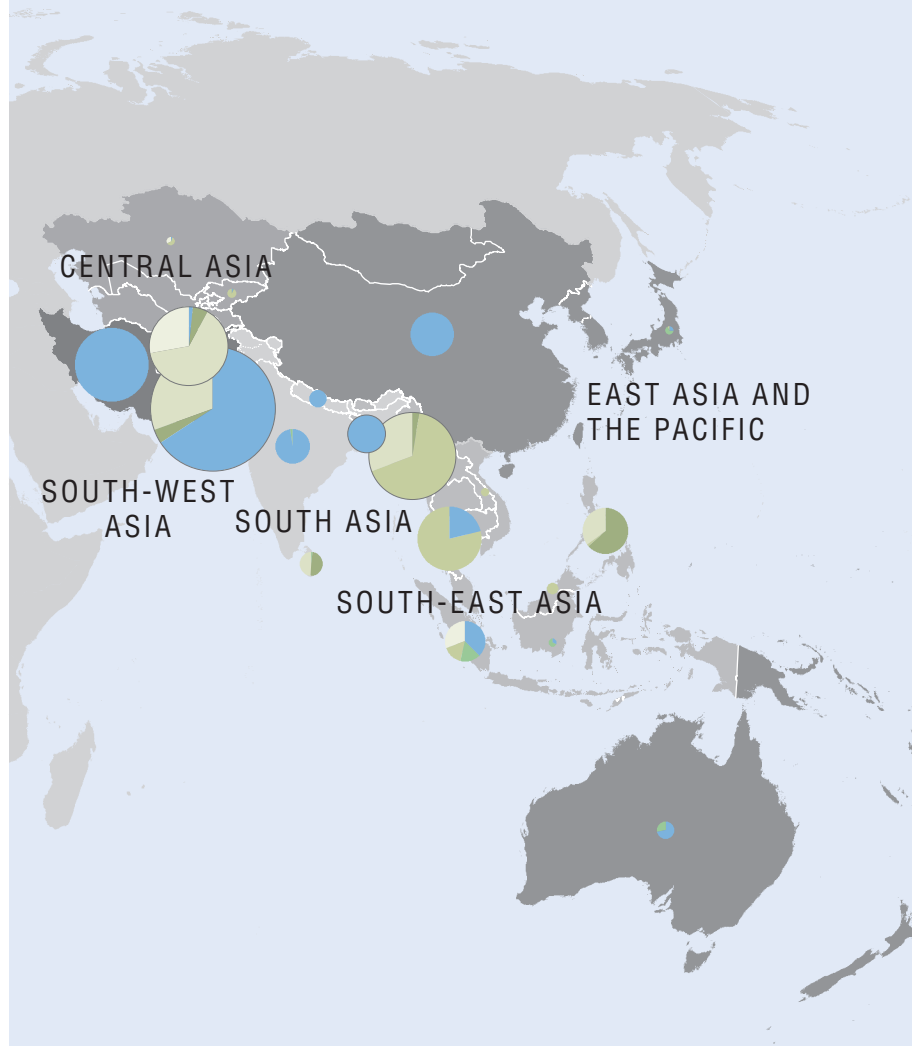 CENTRAL ASIA
EAST ASIA AND
THE PACIFIC
SOUTH-WEST
ASIA
SOUTH ASIA
SOUTH-EAST ASIA